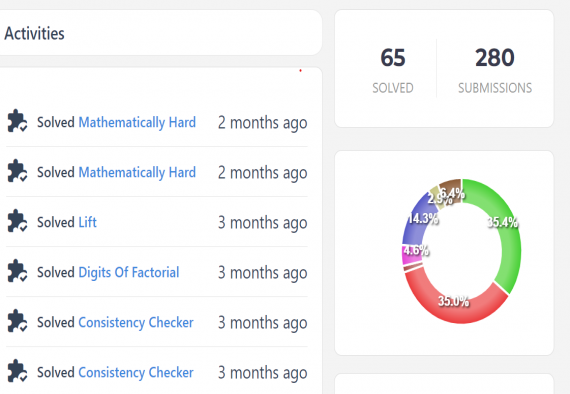 Activities
Solved Mathematically Hard 2 months ago
Solved Mathematically Hard 2 months ago
Solved Lift 3 months ago
Solved Digits Of Factorial 3 months ago
Solved Consistency Checker 3 months ago
Solved Consistency Checker 3 months ago
65 280
SOLVED SUBMISSIONS
6.4%
14.3%
35.4%
4.6%
35.0%